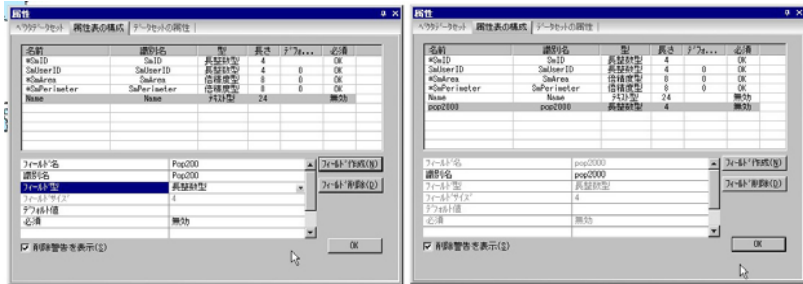 属性
ベクタデータセット 属性表の構成 データセットの属性
名前 識別名 型 長さ デフォ... 必須
*SmID SmID 長整数型 4 OK
SmUserID SmUserID 長整数型 4 0 OK
*SmArea SmArea 倍精度型 8 0 OK
*SmPerimeter SmPerimeter 倍精度型 8 0 OK
Name Name テキスト型 24 無効
フィールド名 Pop200 フィールド作成(N)
識別名 Pop200
フィールド型 長整数型 フィールド削除(D)
フィールドサイズ 4
デフォルト値
必須 無効
削除警告を表示(S) OK
属性
ベクタデータセット 属性表の構成 データセットの属性
名前 識別名 型 長さ デフォ... 必須
*SmID SmID 長整数型 4 OK
SmUserID SmUserID 長整数型 4 0 OK
*SmArea SmArea 倍精度型 8 0 OK
*SmPerimeter SmPerimeter 倍精度型 8 0 OK
Name Name テキスト型 24 無効
pop2000 pop2000 長整数型 4 無効
フィールド名 pop2000 フィールド作成(N)
識別名 pop2000
フィールド型 長整数型 フィールド削除(D)
フィールドサイズ 4
デフォルト値
必須 無効
削除警告を表示(S) OK